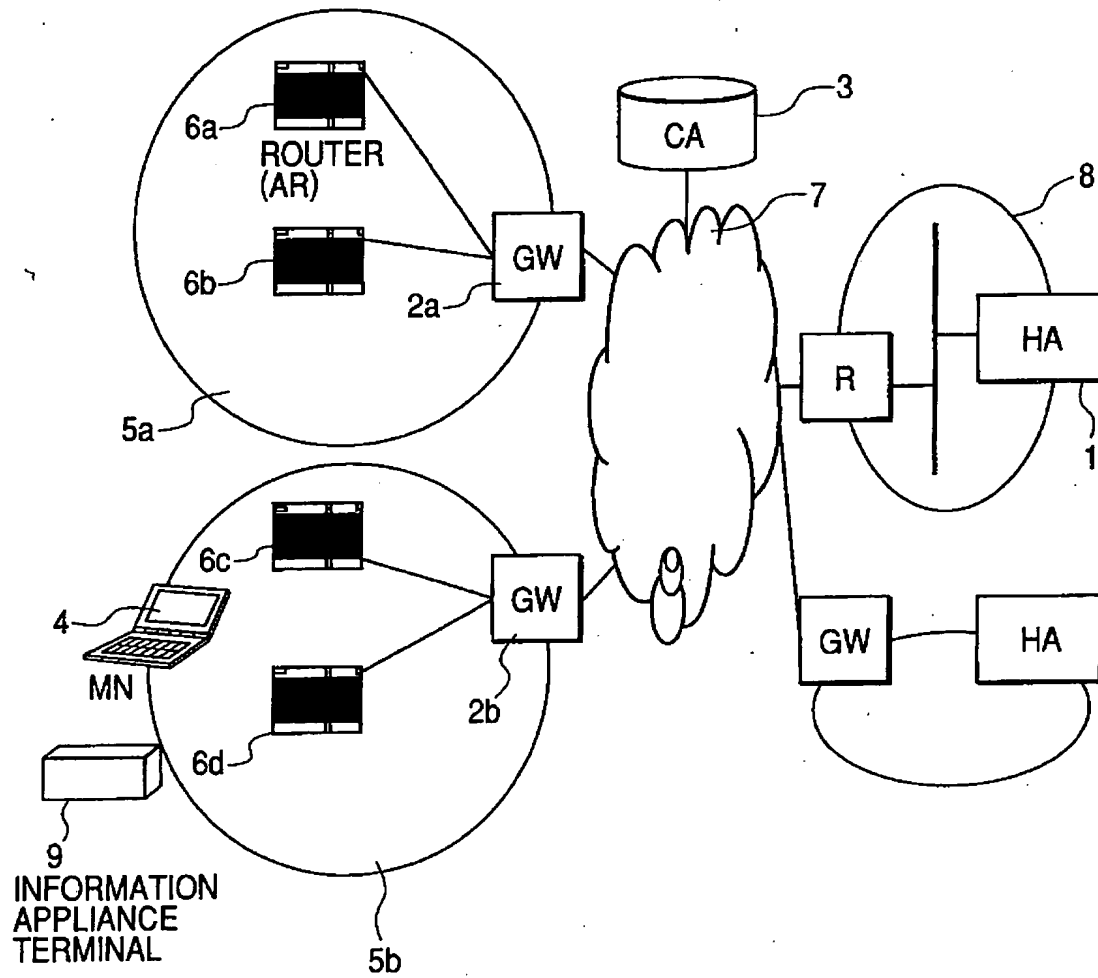 6a
ROUTER
(AR)
6b
GW
2a
5a
CA
3
7
8
R
HA
1
6c
4
MN
GW
2b
6d
GW
HA
9
INFORMATION
APPLIANCE
TERMINAL
5b